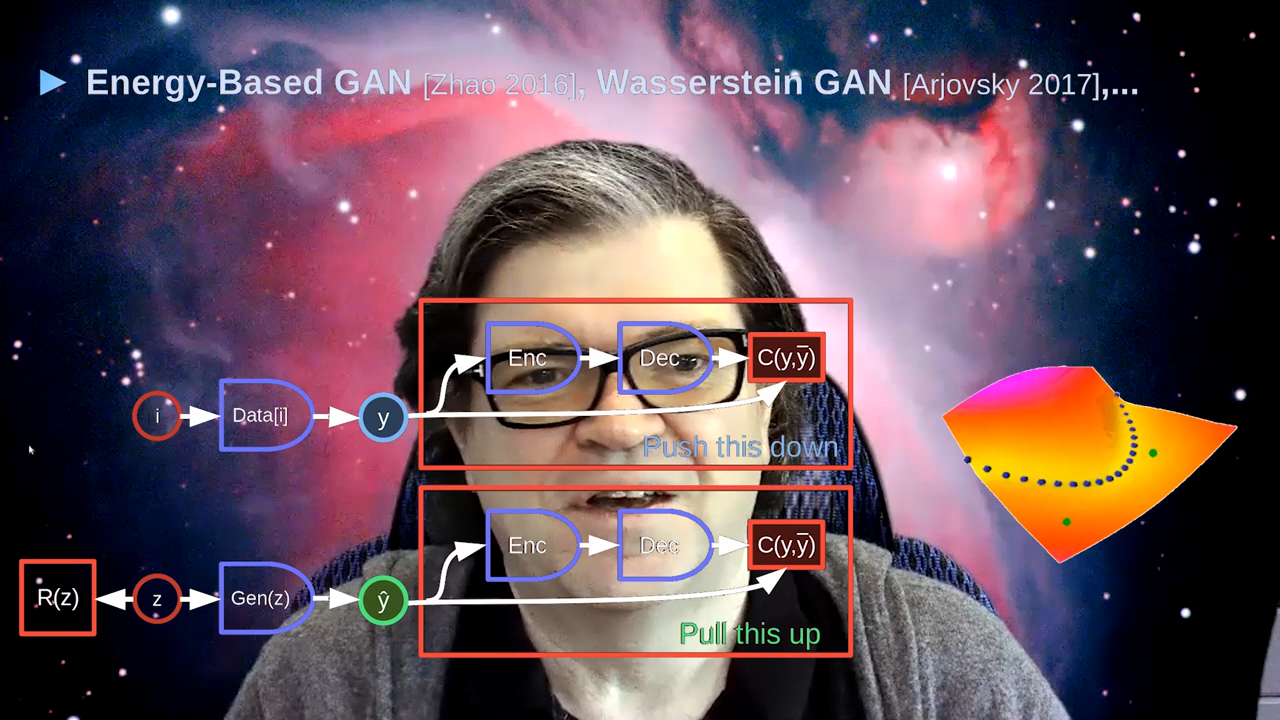 Energy-Based GAN [Zhao 2016], Wasserstein GAN [Arjovsky 2017],...
Enc
Dec
C(y,y̅)
i
Data[i]
y
Push this down
Enc
Dec
C(y,y̅)
R(z)
z
Gen(z)
ŷ
Pull this up